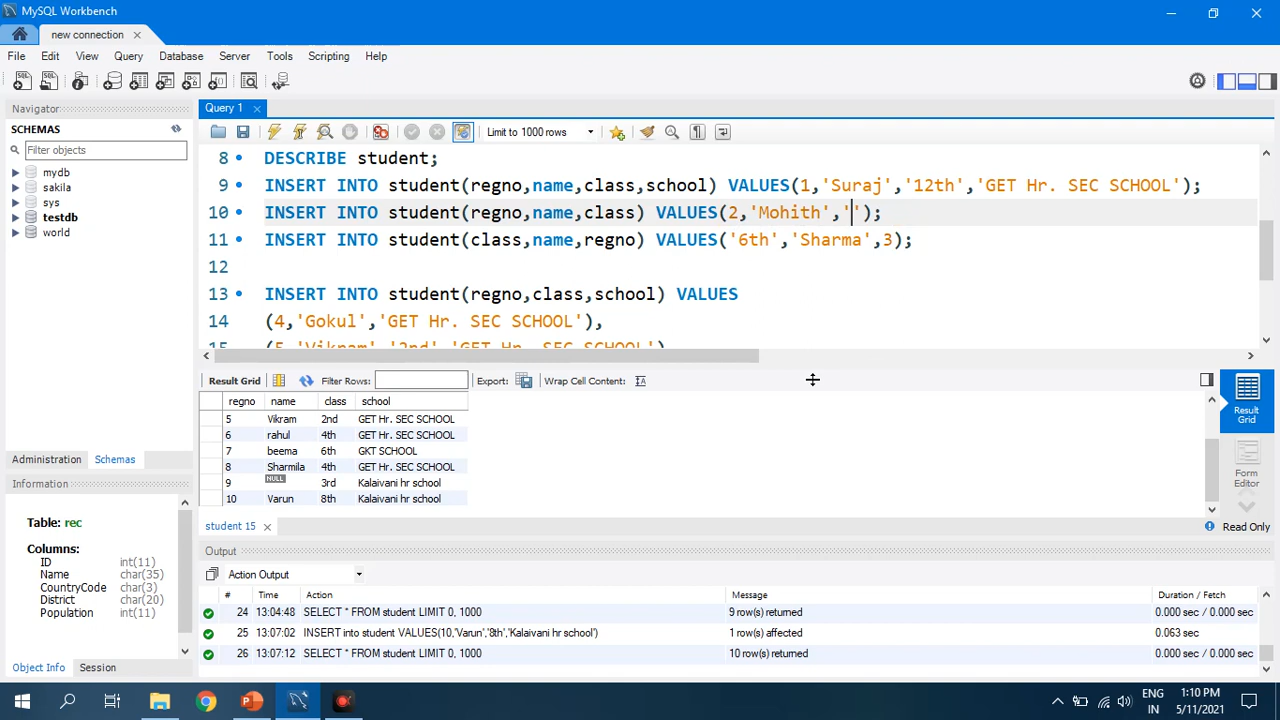 MySQL Workbench
new connection
File Edit View Query Database Server Tools Scripting Help
Navigator
SCHEMAS
Filter objects
mydb
sakila
sys
testdb
world
Administration Schemas
Information
Table: rec
Columns:
ID int(11)
Name char(35)
CountryCode char(3)
District char(20)
Population int(11)
Object Info Session
Query 1
Limit to 1000 rows
8 DESCRIBE student;
9 INSERT INTO student(regno,name,class,school) VALUES(1,'Suraj','12th','GET Hr. SEC SCHOOL');
10 INSERT INTO student(regno,name,class) VALUES(2,'Mohith','');
11 INSERT INTO student(class,name,regno) VALUES('6th','Sharma',3);
12
13 INSERT INTO student(regno,class,school) VALUES
14 (4,'Gokul','GET Hr. SEC SCHOOL'),
15 (5,'Vikram','2nd','GET Hr. SEC SCHOOL')
Result Grid Filter Rows: Export: Wrap Cell Content:
regno name class school
5 Vikram 2nd GET Hr. SEC SCHOOL
6 rahul 4th GET Hr. SEC SCHOOL
7 beema 6th GKT SCHOOL
8 Sharmila 4th GET Hr. SEC SCHOOL
9 NULL 3rd Kalaivani hr school
10 Varun 8th Kalaivani hr school
Result Grid
Form Editor
student 15
Read Only
Output
Action Output
# Time Action Message Duration / Fetch
24 13:04:48 SELECT * FROM student LIMIT 0, 1000 9 row(s) returned 0.000 sec / 0.000 sec
25 13:07:02 INSERT into student VALUES(10,'Varun','8th','Kalaivani hr school') 1 row(s) affected 0.063 sec
26 13:07:12 SELECT * FROM student LIMIT 0, 1000 10 row(s) returned 0.000 sec / 0.000 sec
ENG
IN
1:10 PM
5/11/2021